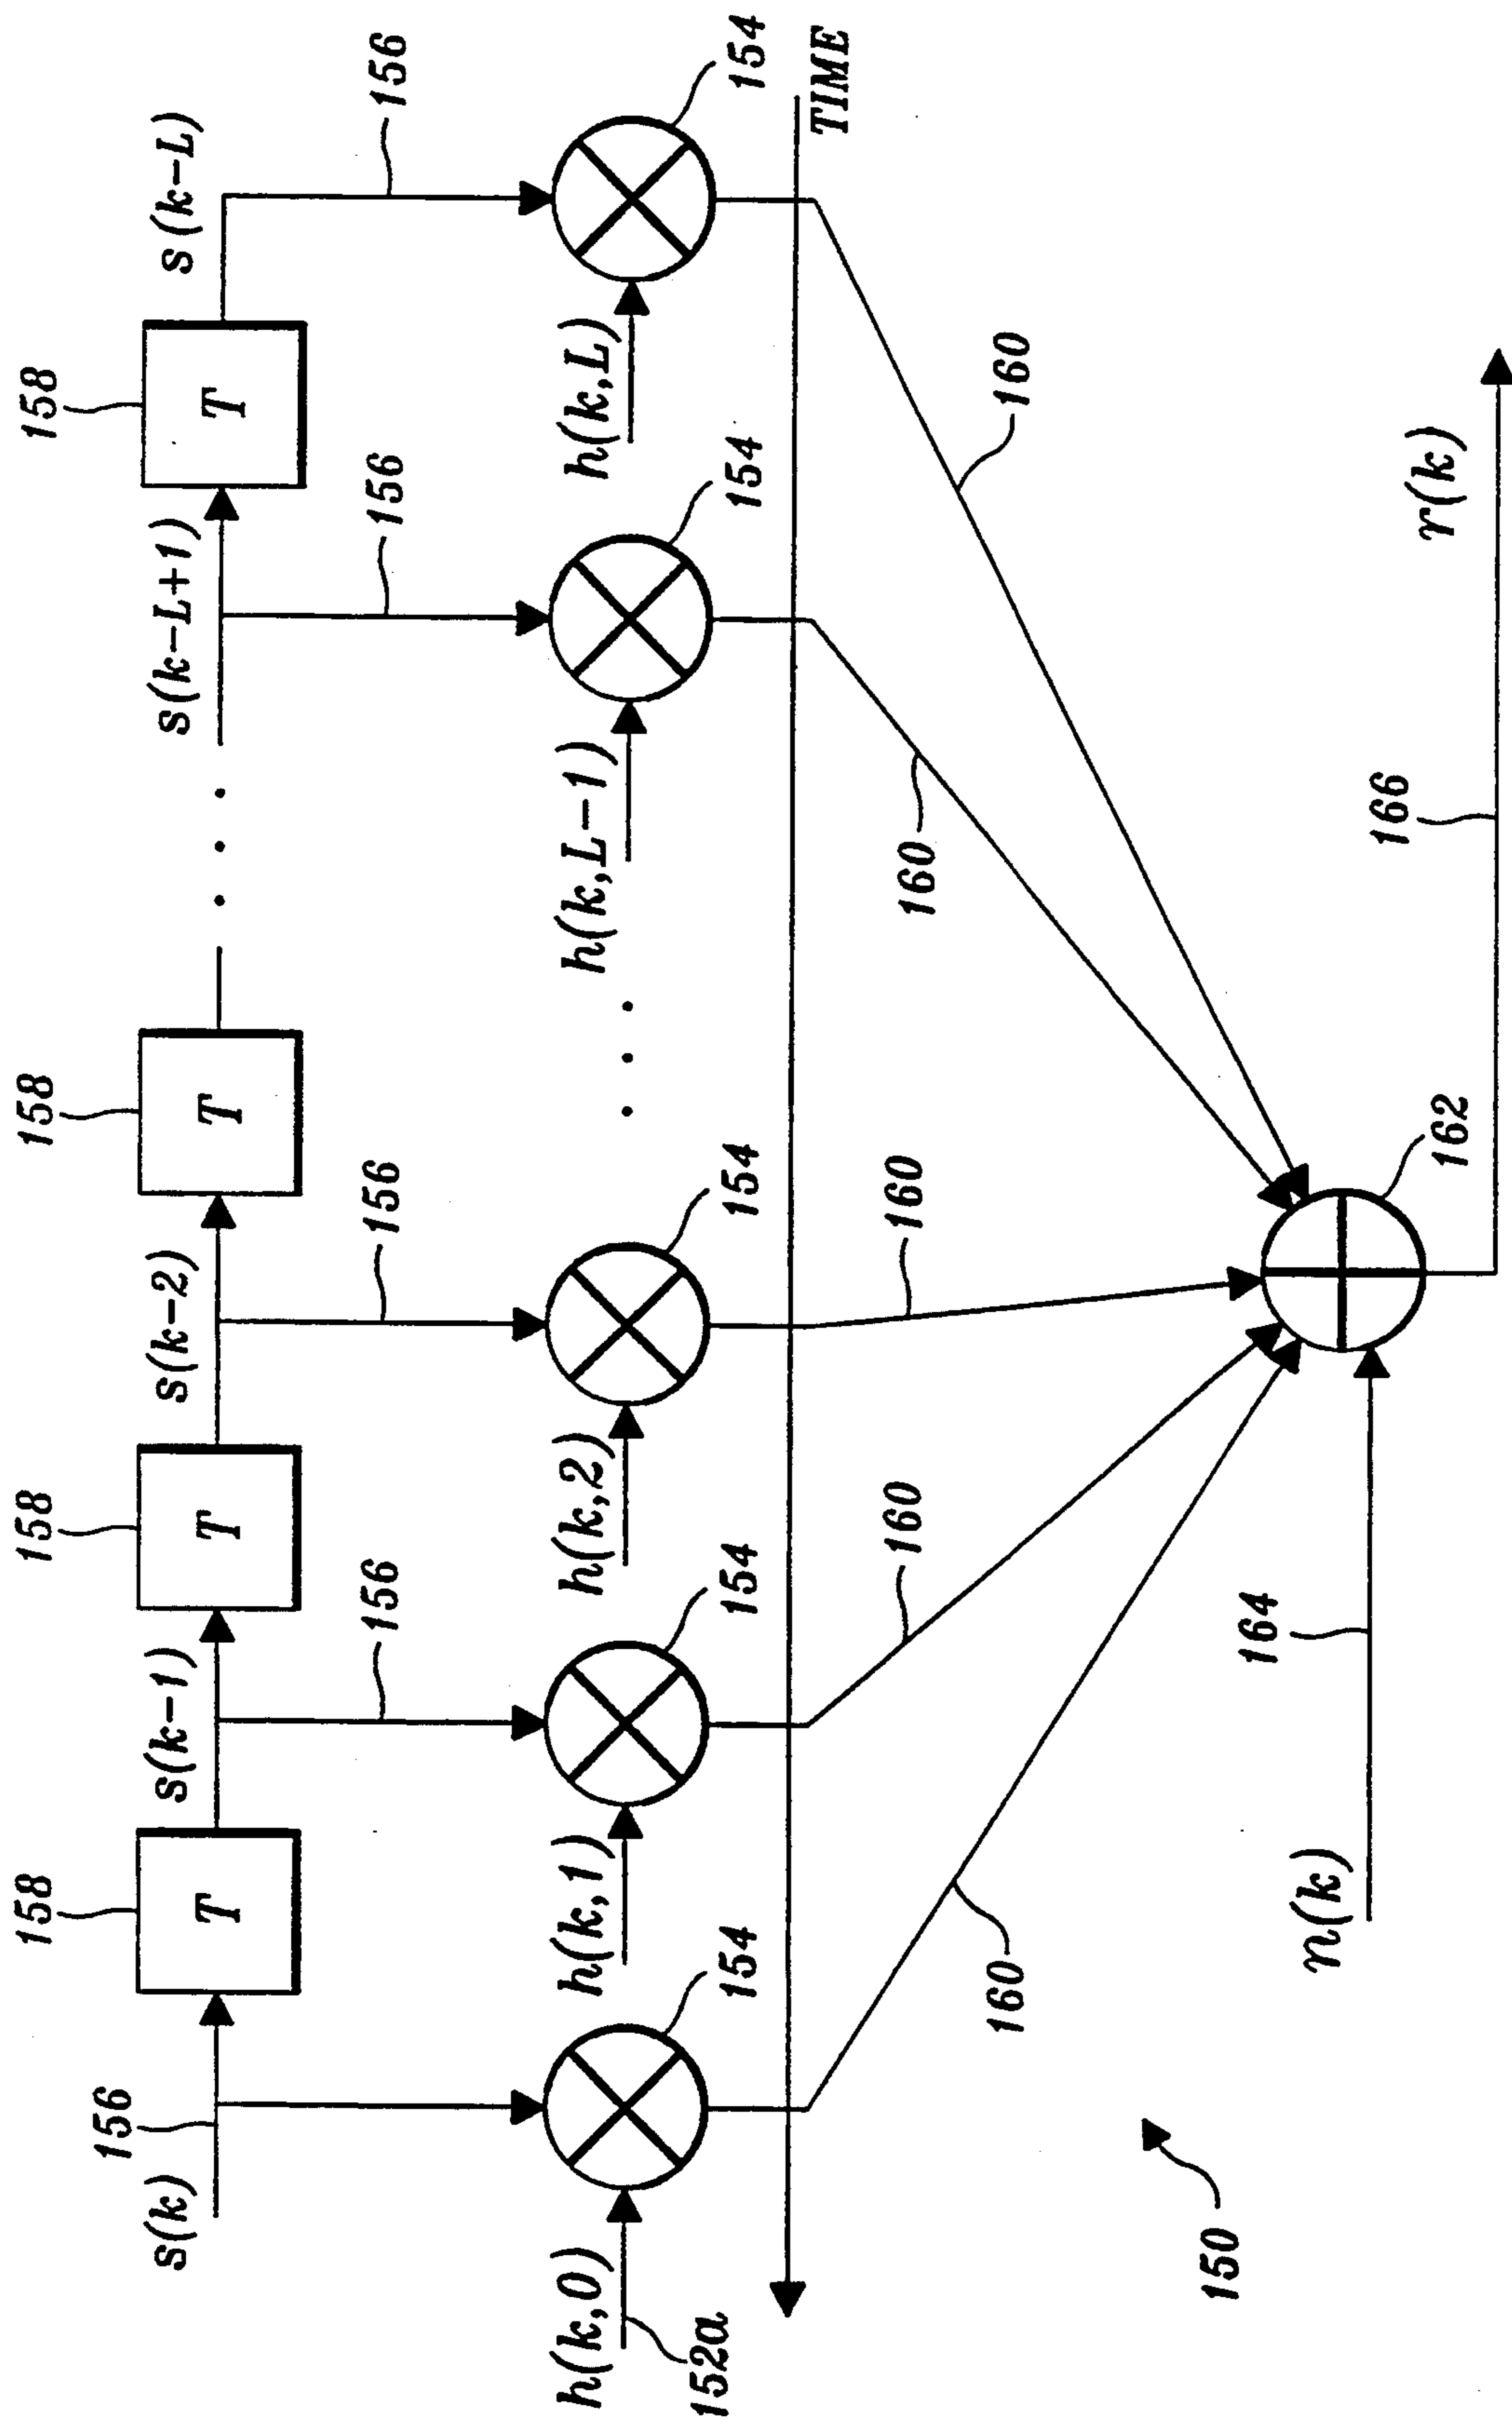 158 158 158 158
s(k) 156 s(k-1) s(k-2) s(k-L+1) s(k-L)
T T T T
156 156 156 156
h(k,0) h(k,1) h(k,2) h(k,L-1) h(k,L)
152a 154 154 154 154 154
TIME
160 160 160 160 160
150
n(k) 164 162 166 r(k)